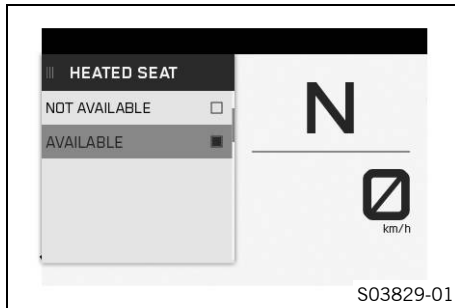 HEATED SEAT
NOT AVAILABLE
AVAILABLE
N
0
km/h
S03829-01